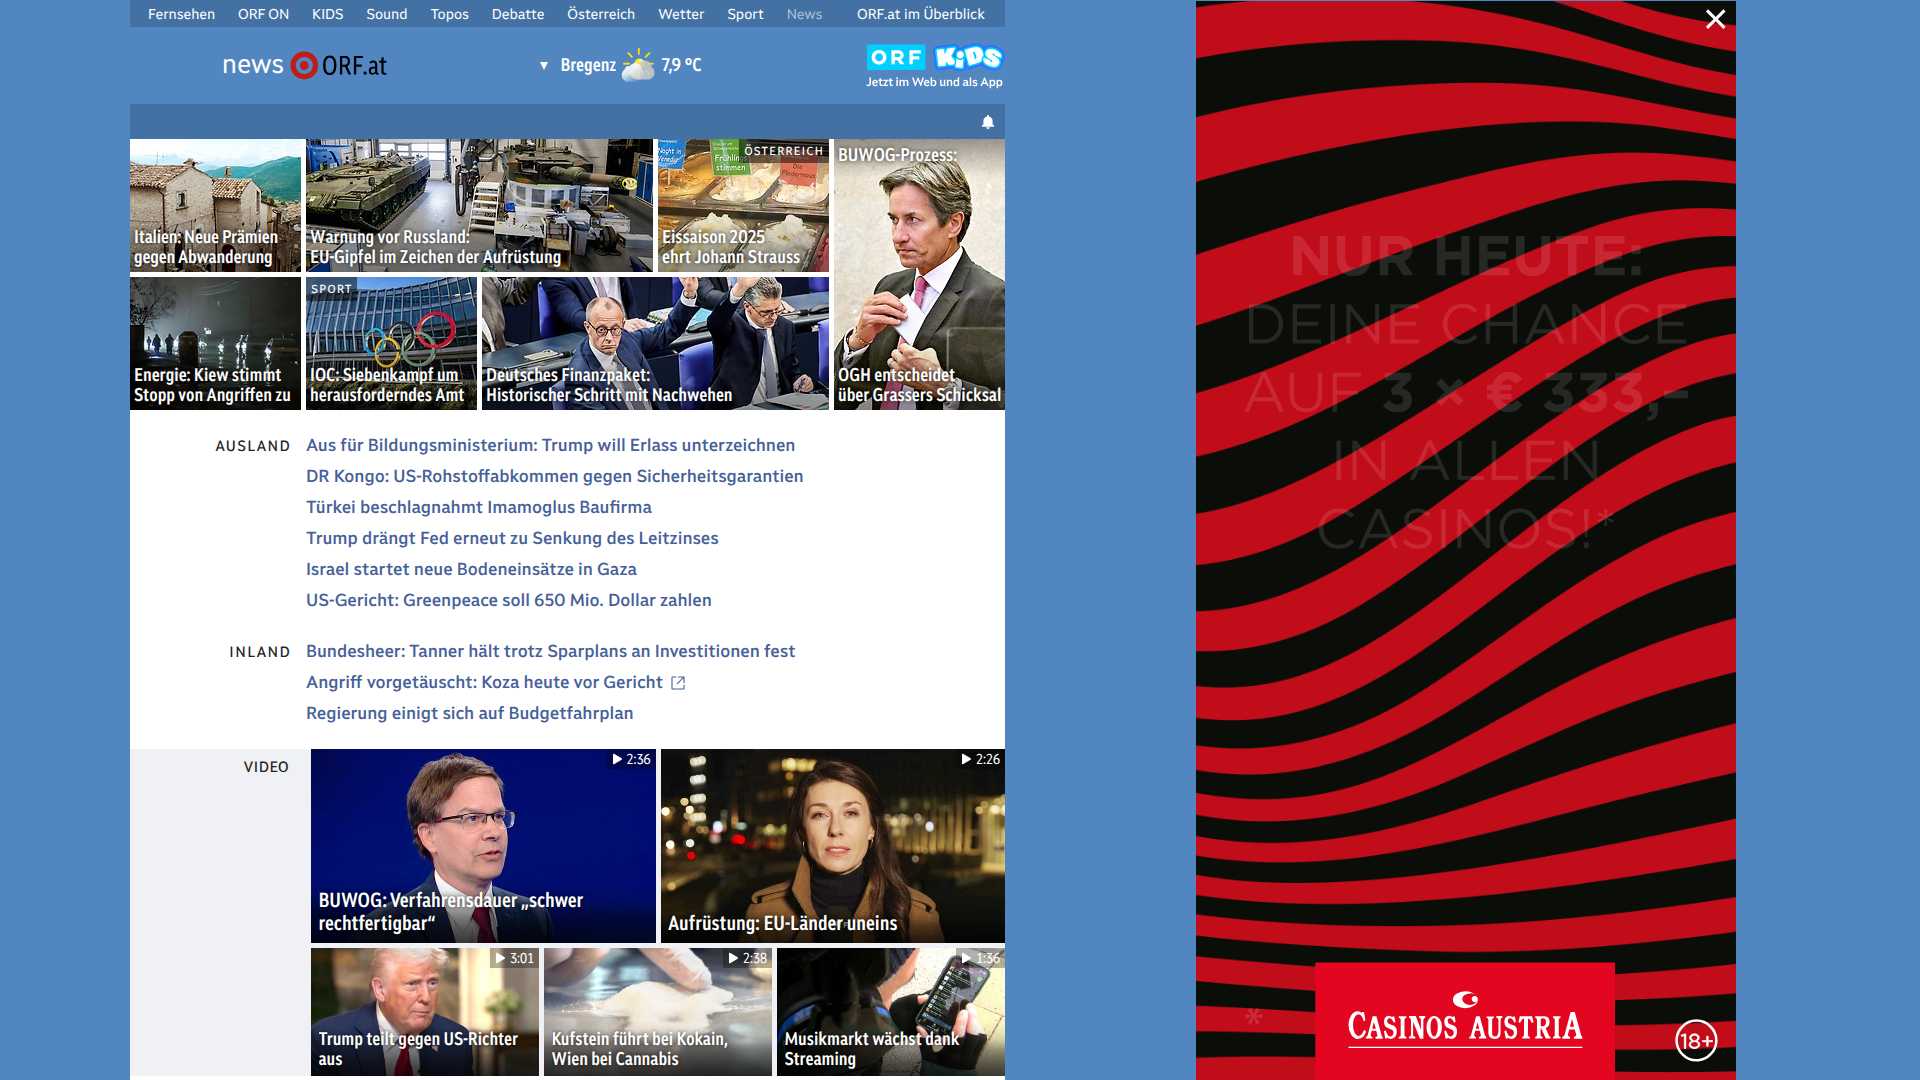 Fernsehen ORF ON KIDS Sound Topos Debatte Österreich Wetter Sport News ORF.at im Überblick
news ORF.at
▼ Bregenz 7,9 °C
ORF KiDS
Jetzt im Web und als App
Italien: Neue Prämien
gegen Abwanderung
Warnung vor Russland:
EU-Gipfel im Zeichen der Aufrüstung
ÖSTERREICH
Frühlings
stimmen
Eissaison 2025
ehrt Johann Strauss
BUWOG-Prozess:
OGH entscheidet
über Grassers Schicksal
Energie: Kiew stimmt
Stopp von Angriffen zu
SPORT
IOC: Siebenkampf um
herausforderndes Amt
Deutsches Finanzpaket:
Historischer Schritt mit Nachwehen
AUSLAND
Aus für Bildungsministerium: Trump will Erlass unterzeichnen
DR Kongo: US-Rohstoffabkommen gegen Sicherheitsgarantien
Türkei beschlagnahmt Imamoglus Baufirma
Trump drängt Fed erneut zu Senkung des Leitzinses
Israel startet neue Bodeneinsätze in Gaza
US-Gericht: Greenpeace soll 650 Mio. Dollar zahlen
INLAND
Bundesheer: Tanner hält trotz Sparplans an Investitionen fest
Angriff vorgetäuscht: Koza heute vor Gericht
Regierung einigt sich auf Budgetfahrplan
VIDEO
2:36
BUWOG: Verfahrensdauer „schwer
rechtfertigbar“
2:26
Aufrüstung: EU-Länder uneins
3:01
Trump teilt gegen US-Richter
aus
2:38
Kufstein führt bei Kokain,
Wien bei Cannabis
1:36
Musikmarkt wächst dank
Streaming
NUR HEUTE:
DEINE CHANCE
AUF 3 × € 333,–
IN ALLEN
CASINOS!*
*
CASINOS AUSTRIA
18+